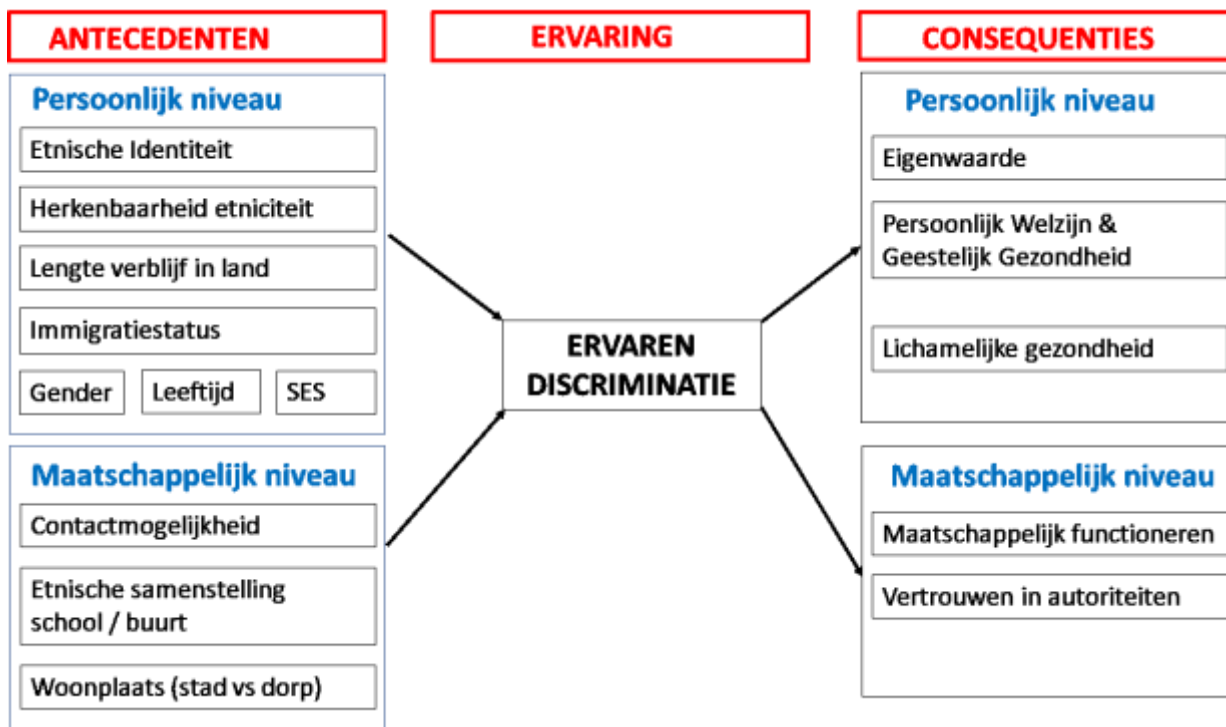 ANTECEDENTEN
Persoonlijk niveau
Etnische Identiteit
Herkenbaarheid etniciteit
Lengte verblijf in land
Immigratiestatus
Gender
Leeftijd
SES
Maatschappelijk niveau
Contactmogelijkheid
Etnische samenstelling
school / buurt
Woonplaats (stad vs dorp)
ERVARING
ERVAREN
DISCRIMINATIE
CONSEQUENTIES
Persoonlijk niveau
Eigenwaarde
Persoonlijk Welzijn &
Geestelijk Gezondheid
Lichamelijke gezondheid
Maatschappelijk niveau
Maatschappelijk functioneren
Vertrouwen in autoriteiten